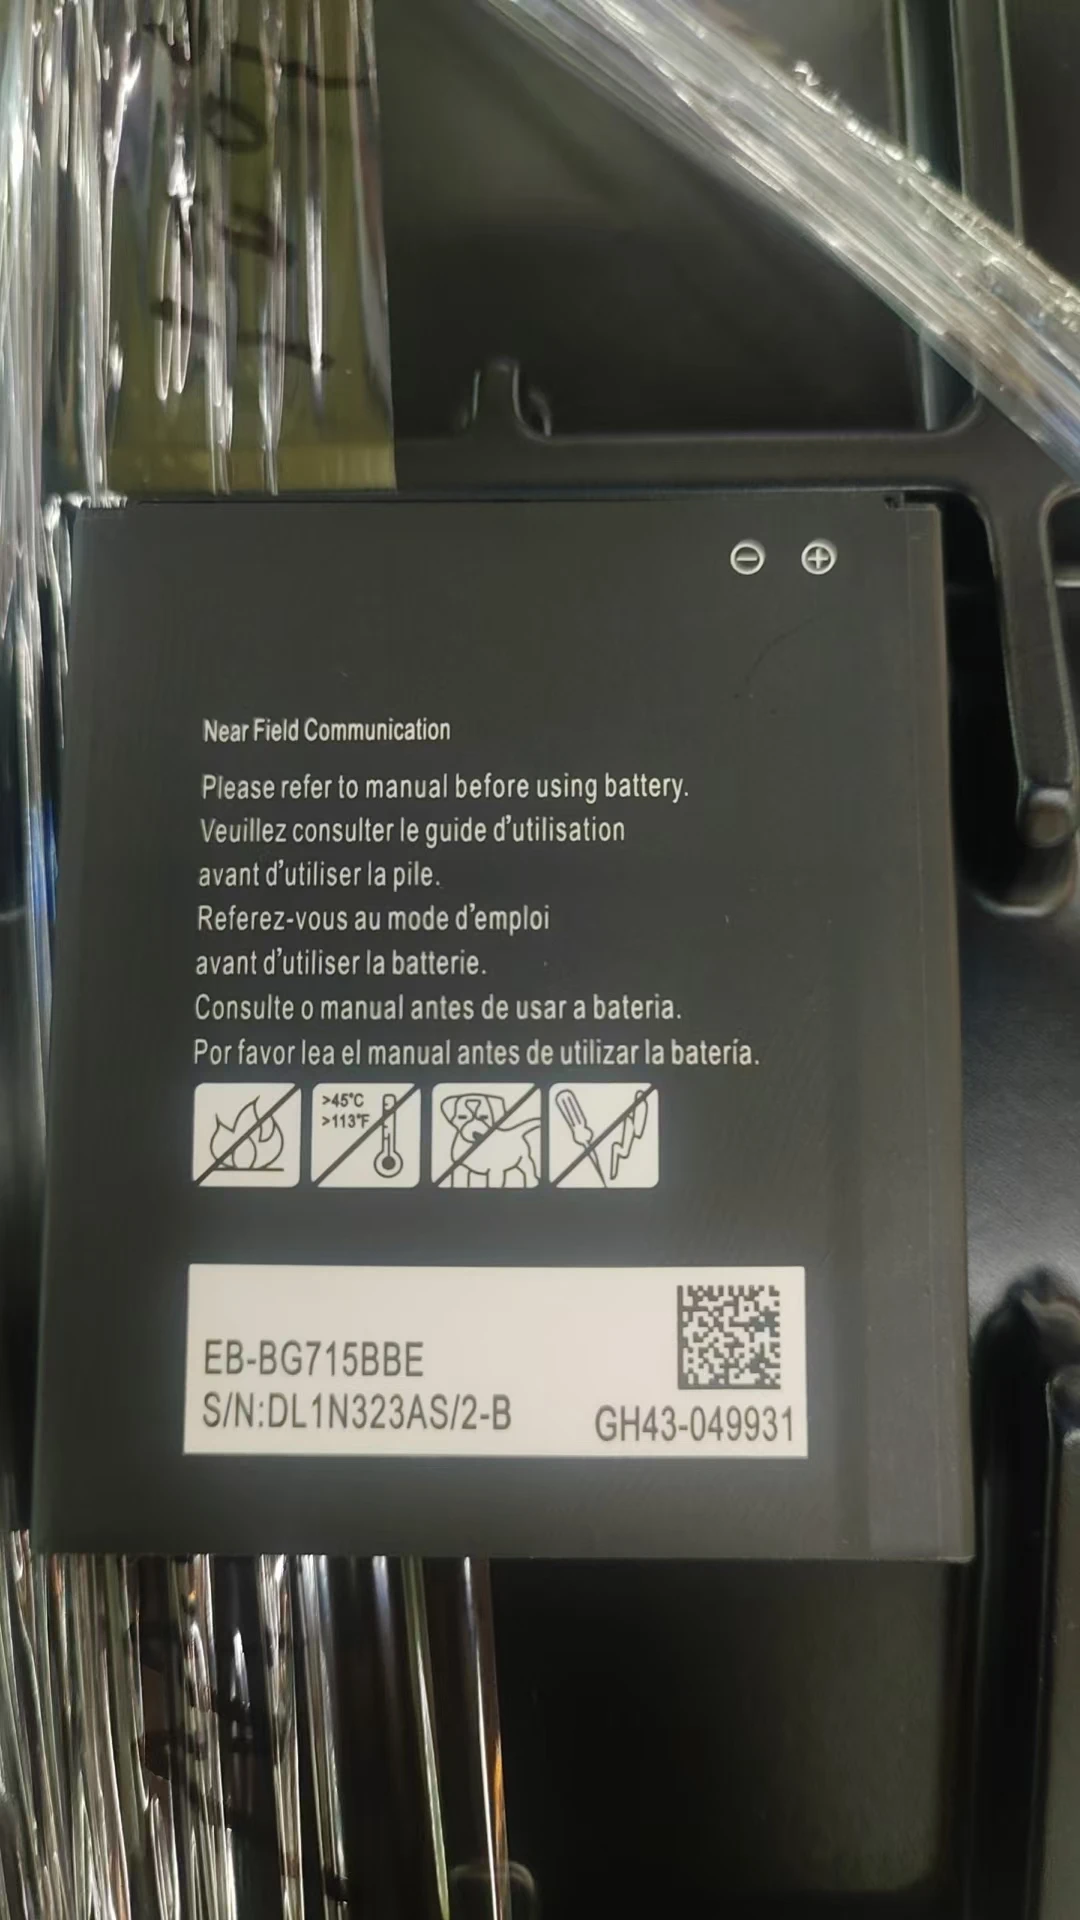 Near Field Communication
Please refer to manual before using battery.
Veuillez consulter le guide d'utilisation
avant d'utiliser la pile.
Referez-vous au mode d'emploi
avant d'utiliser la batterie.
Consulte o manual antes de usar a bateria.
Por favor lea el manual antes de utilizar la batería.
>45°C
>113°F
EB-BG715BBE
S/N:DL1N323AS/2-B
GH43-049931